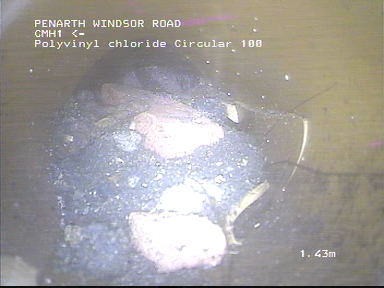 PENARTH WINDSOR ROAD
CMH1 <-
Polyvinyl chloride Circular 100
1.43m